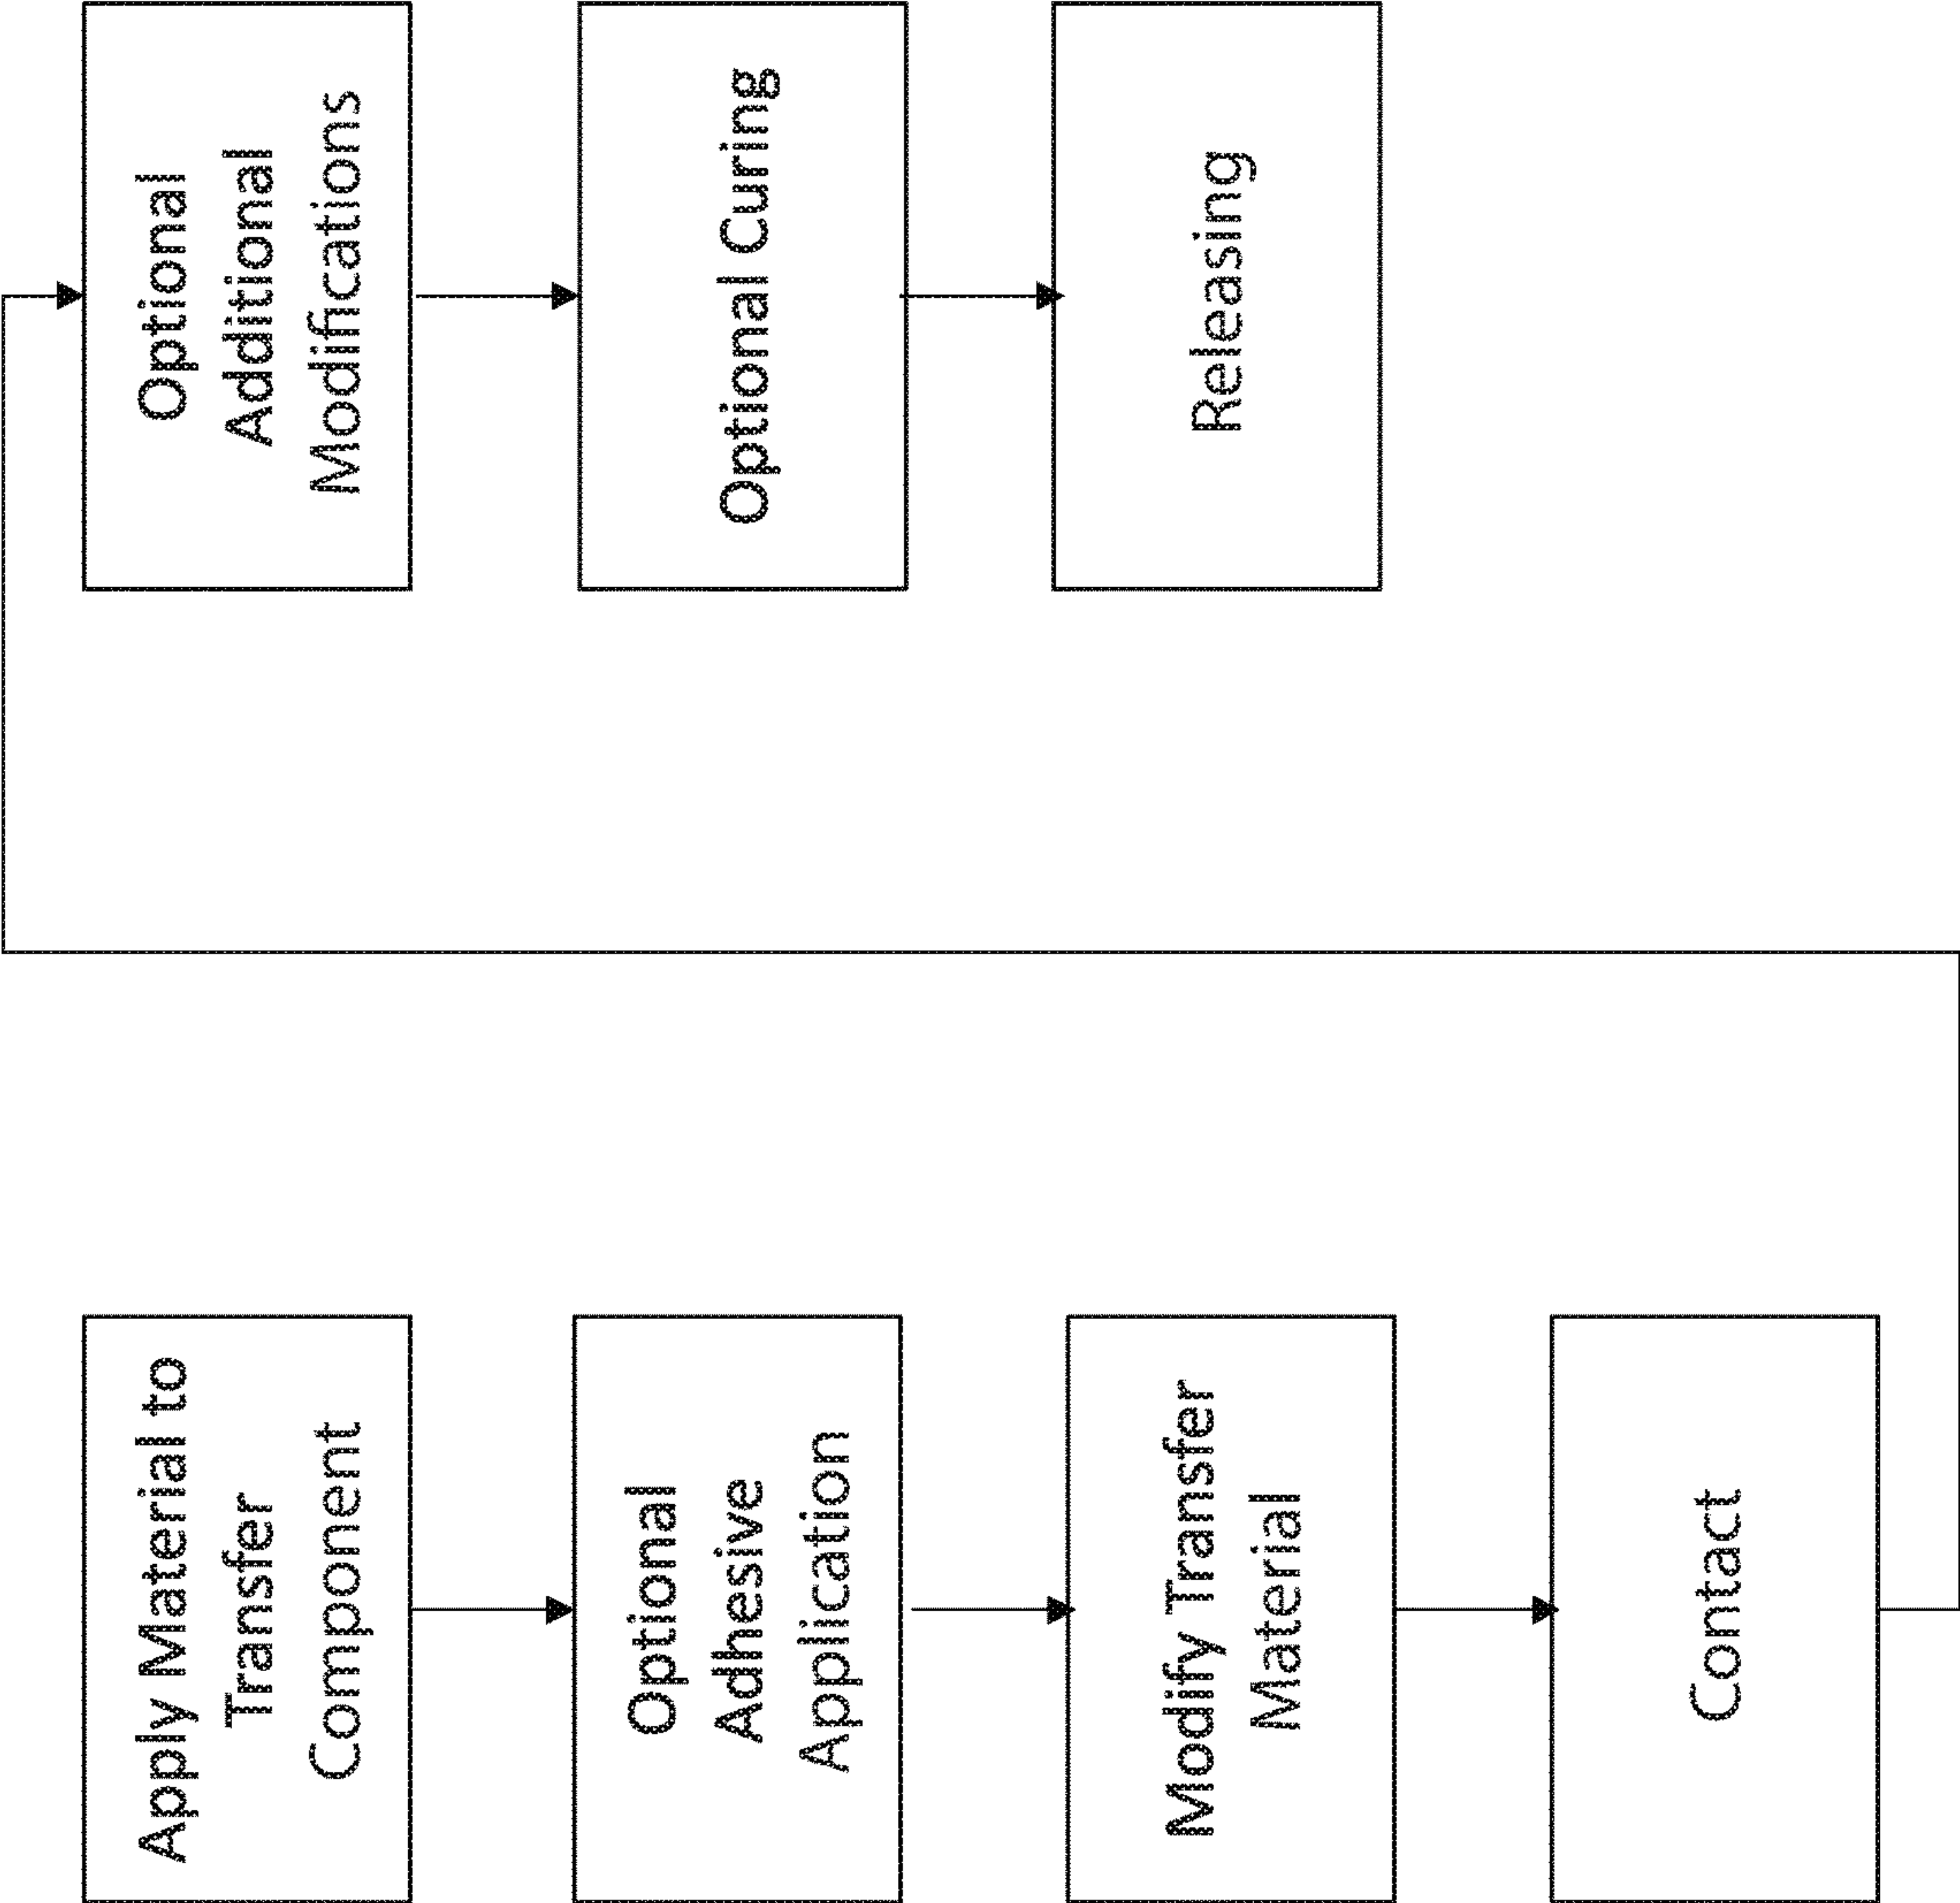 Apply Material to
Transfer
Component
Optional
Adhesive
Application
Modify Transfer
Material
Contact
Optional
Additional
Modifications
Optional Curing
Releasing